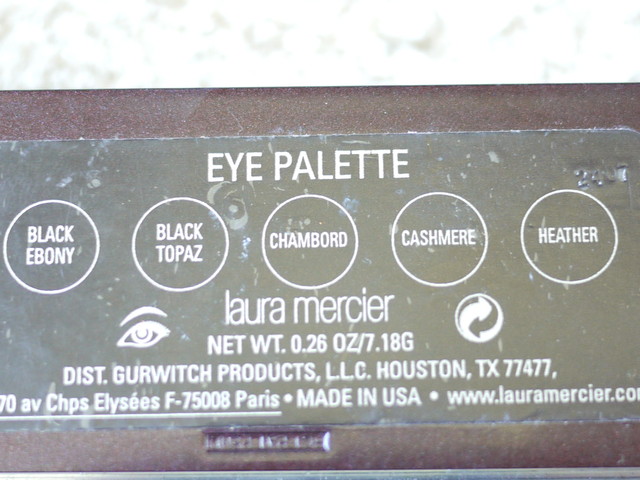 EYE PALETTE
BLACK EBONY
BLACK TOPAZ
CHAMBORD
CASHMERE
HEATHER
laura mercier
NET WT. 0.26 OZ/7.18G
DIST. GURWITCH PRODUCTS, L.L.C. HOUSTON, TX 77477,
70 av Chps Elysées F-75008 Paris • MADE IN USA • www.lauramercier.co